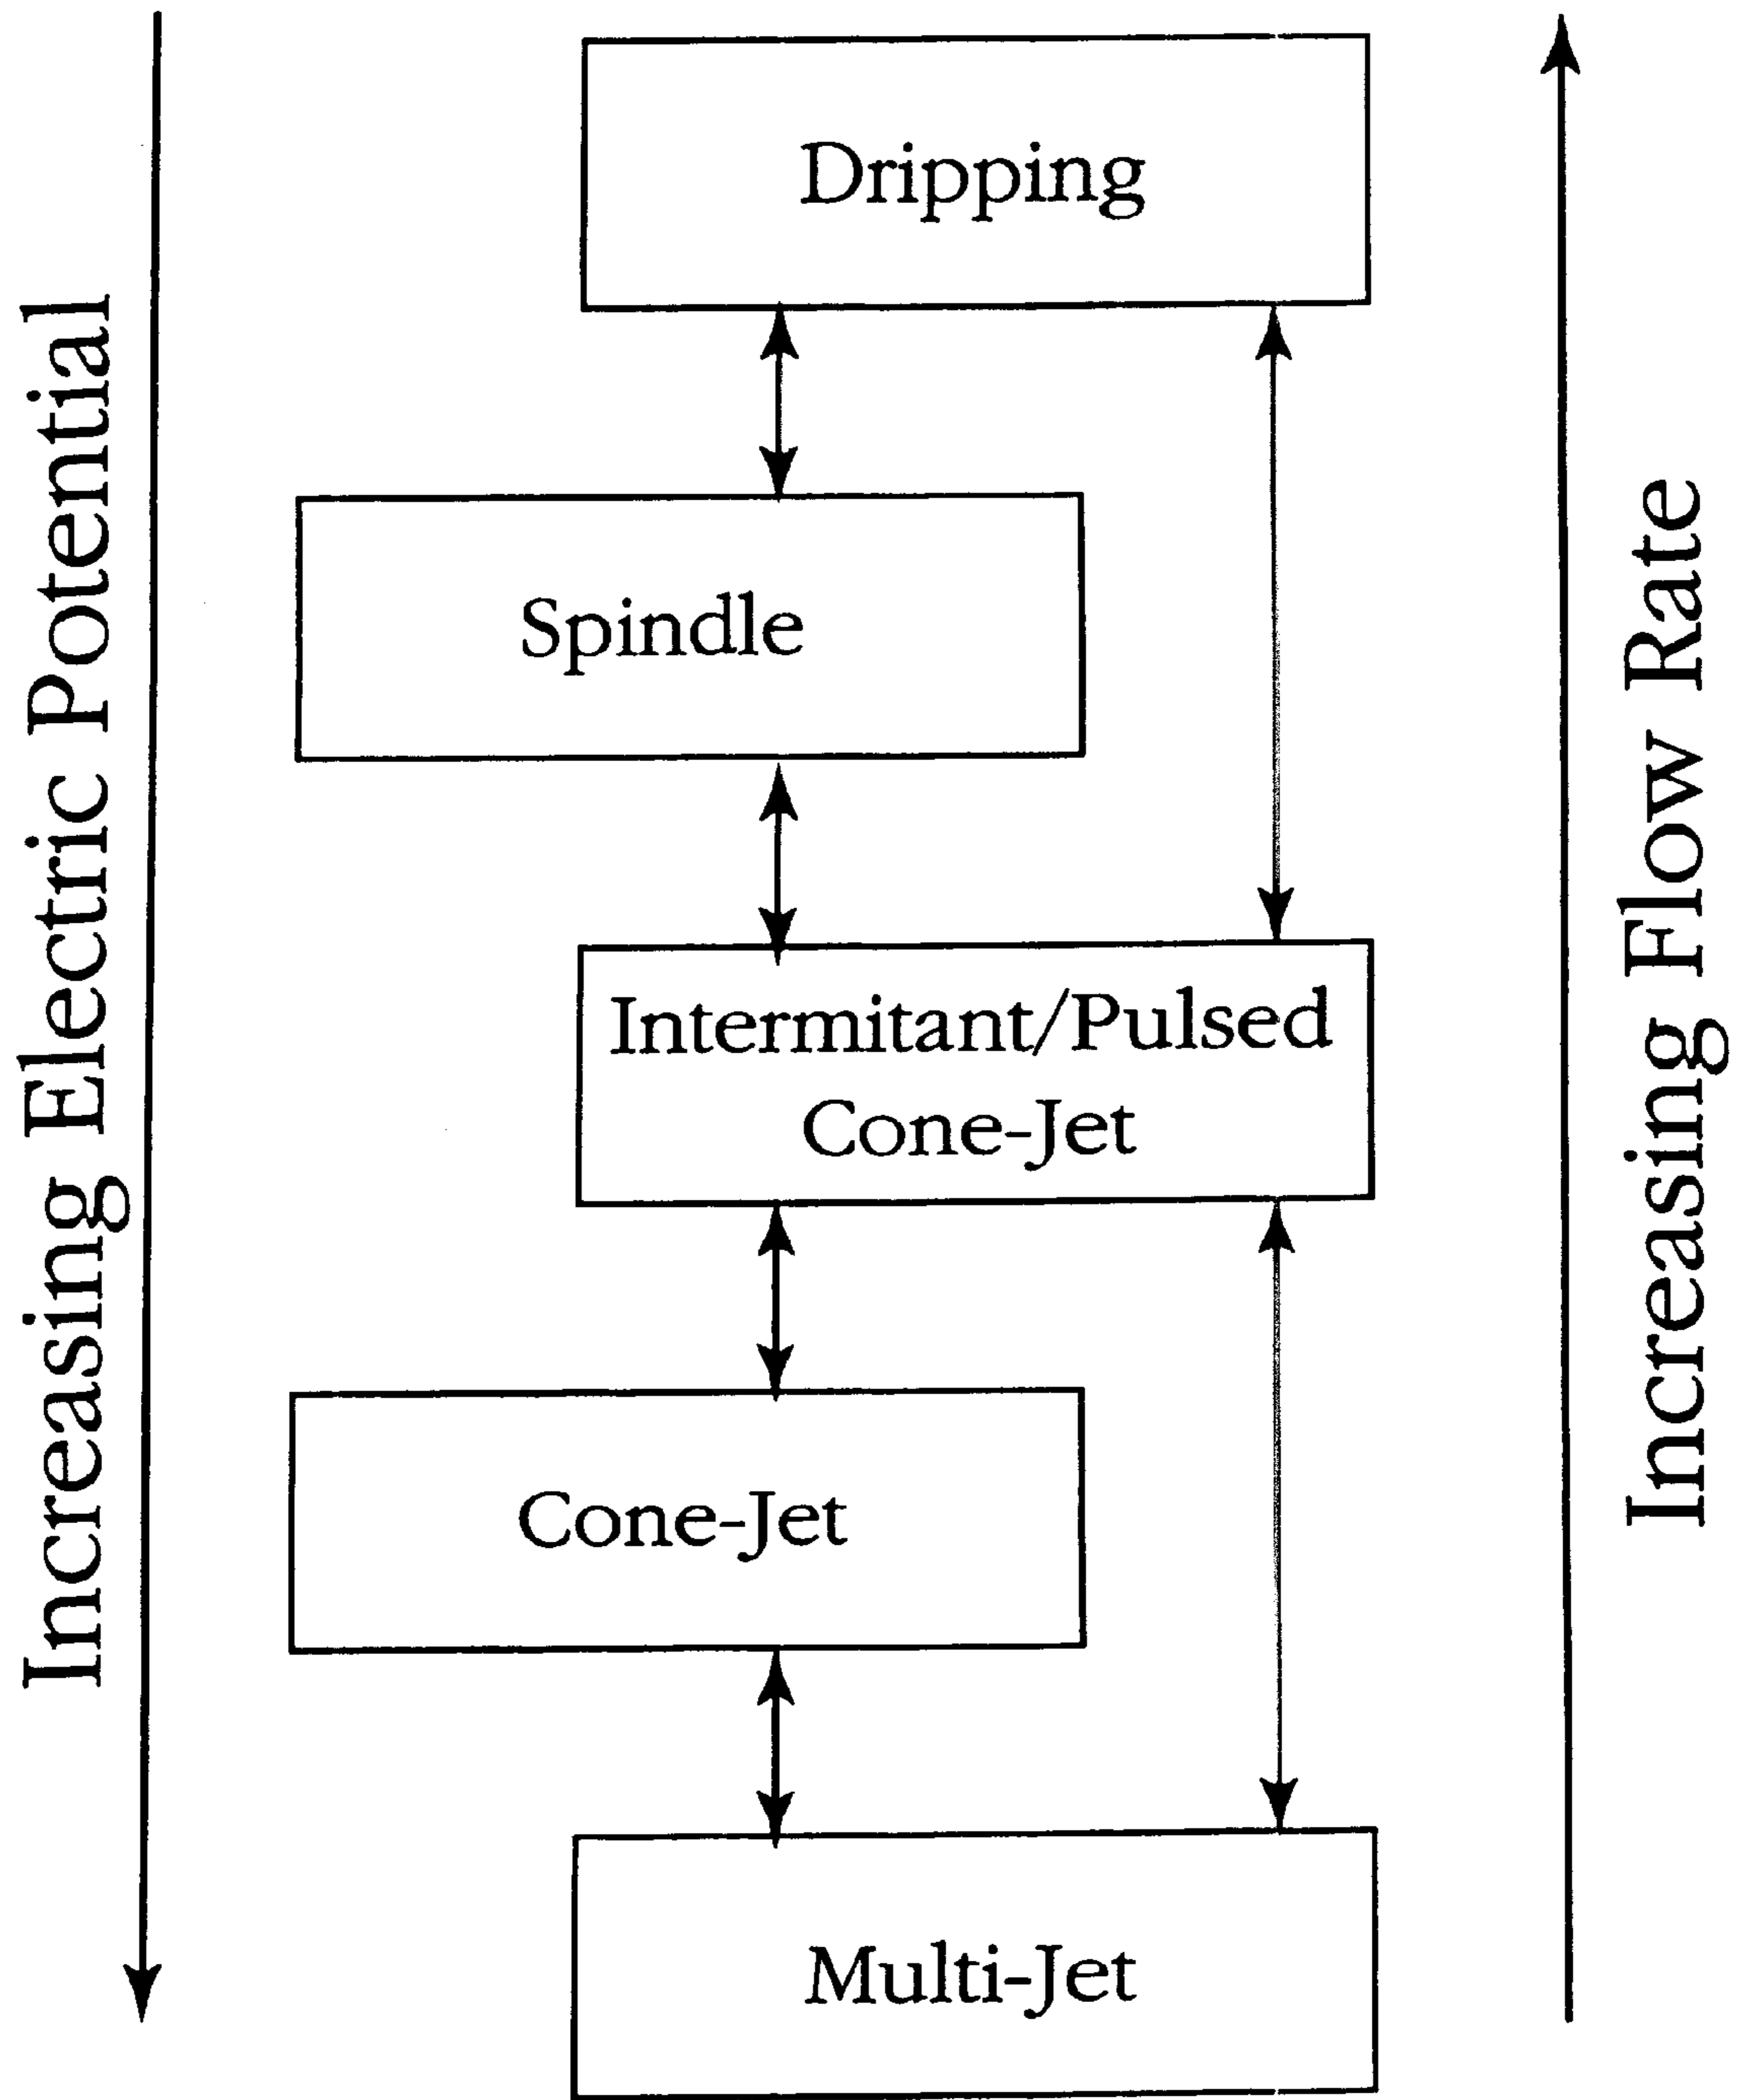 Increasing Electric Potential
Dripping
Spindle
Intermitant/Pulsed
Cone-Jet
Cone-Jet
Multi-Jet
Increasing Flow Rate